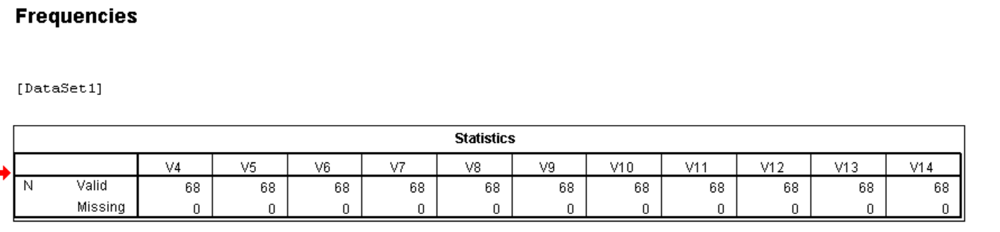 Frequencies
[DataSet1]
Statistics
V4 V5 V6 V7 V8 V9 V10 V11 V12 V13 V14
N Valid 68 68 68 68 68 68 68 68 68 68 68
Missing 0 0 0 0 0 0 0 0 0 0 0